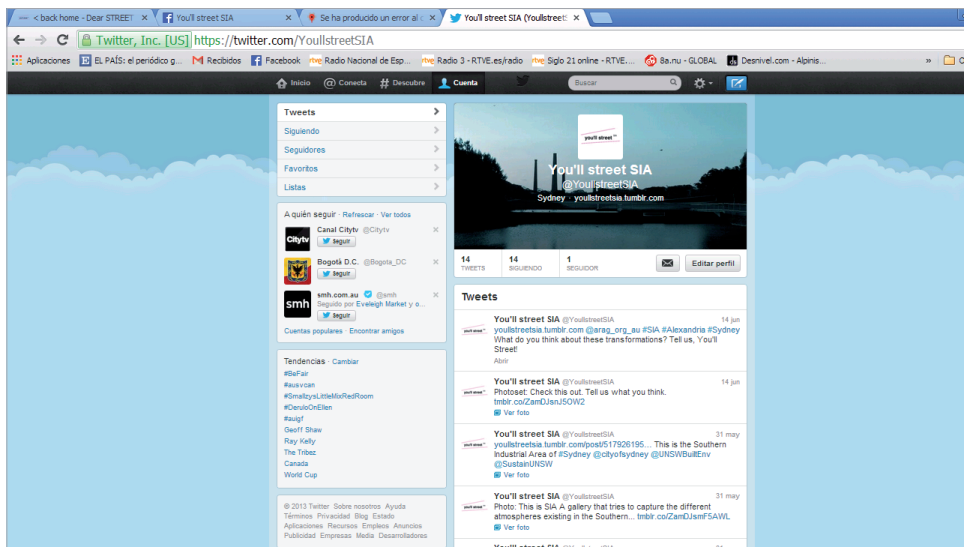 < back home - Dear STREET
You'll street SIA
Se ha producido un error al c
You'll street SIA (Youllstreet
Twitter, Inc. [US] https://twitter.com/YoullstreetSIA
Aplicaciones
EL PAÍS: el periódico g...
Recibidos
Facebook
Radio Nacional de Esp...
Radio 3 - RTVE.es/radio
Siglo 21 online - RTVE....
8a.nu - GLOBAL
Desnivel.com - Alpinis...
»
Inicio
Conecta
Descubre
Cuenta
Buscar
Tweets
Siguiendo
Seguidores
Favoritos
Listas
A quién seguir · Refrescar · Ver todos
Canal Citytv @Citytv
Citytv
Seguir
Bogotá D.C. @Bogota_DC
Seguir
smh.com.au @smh
smh
Seguido por Eveleigh Market y o...
Seguir
Cuentas populares · Encontrar amigos
Tendencias · Cambiar
#BeFair
#ausvcan
#SmallzysLittleMixRedRoom
#DeruloOnEllen
#auigf
Geoff Shaw
Ray Kelly
The Tribez
Canada
World Cup
© 2013 Twitter Sobre nosotros Ayuda
Términos Privacidad Blog Estado
Aplicaciones Recursos Empleos Anuncios
Publicidad Empresas Media Desarrolladores
you'll street
You'll street SIA
@YoullstreetSIA
Sydney · youllstreetsia.tumblr.com
14 TWEETS
14 SIGUIENDO
1 SEGUIDOR
Editar perfil
Tweets
You'll street SIA @YoullstreetSIA 14 jun
youllstreetsia.tumblr.com @arag_org_au #SIA #Alexandria #Sydney
What do you think about these transformations? Tell us, You'll
Street!
Abrir
You'll street SIA @YoullstreetSIA 14 jun
Photoset: Check this out. Tell us what you think.
tmblr.co/ZamDJsnJ5OW2
Ver foto
You'll street SIA @YoullstreetSIA 31 may
youllstreetsia.tumblr.com/post/517926195... This is the Southern
Industrial Area of #Sydney @cityofsydney @UNSWBuiltEnv
@SustainUNSW
Ver foto
You'll street SIA @YoullstreetSIA 31 may
Photo: This is SIA A gallery that tries to capture the different
atmospheres existing in the Southern... tmblr.co/ZamDJsmF5AWL
Ver foto